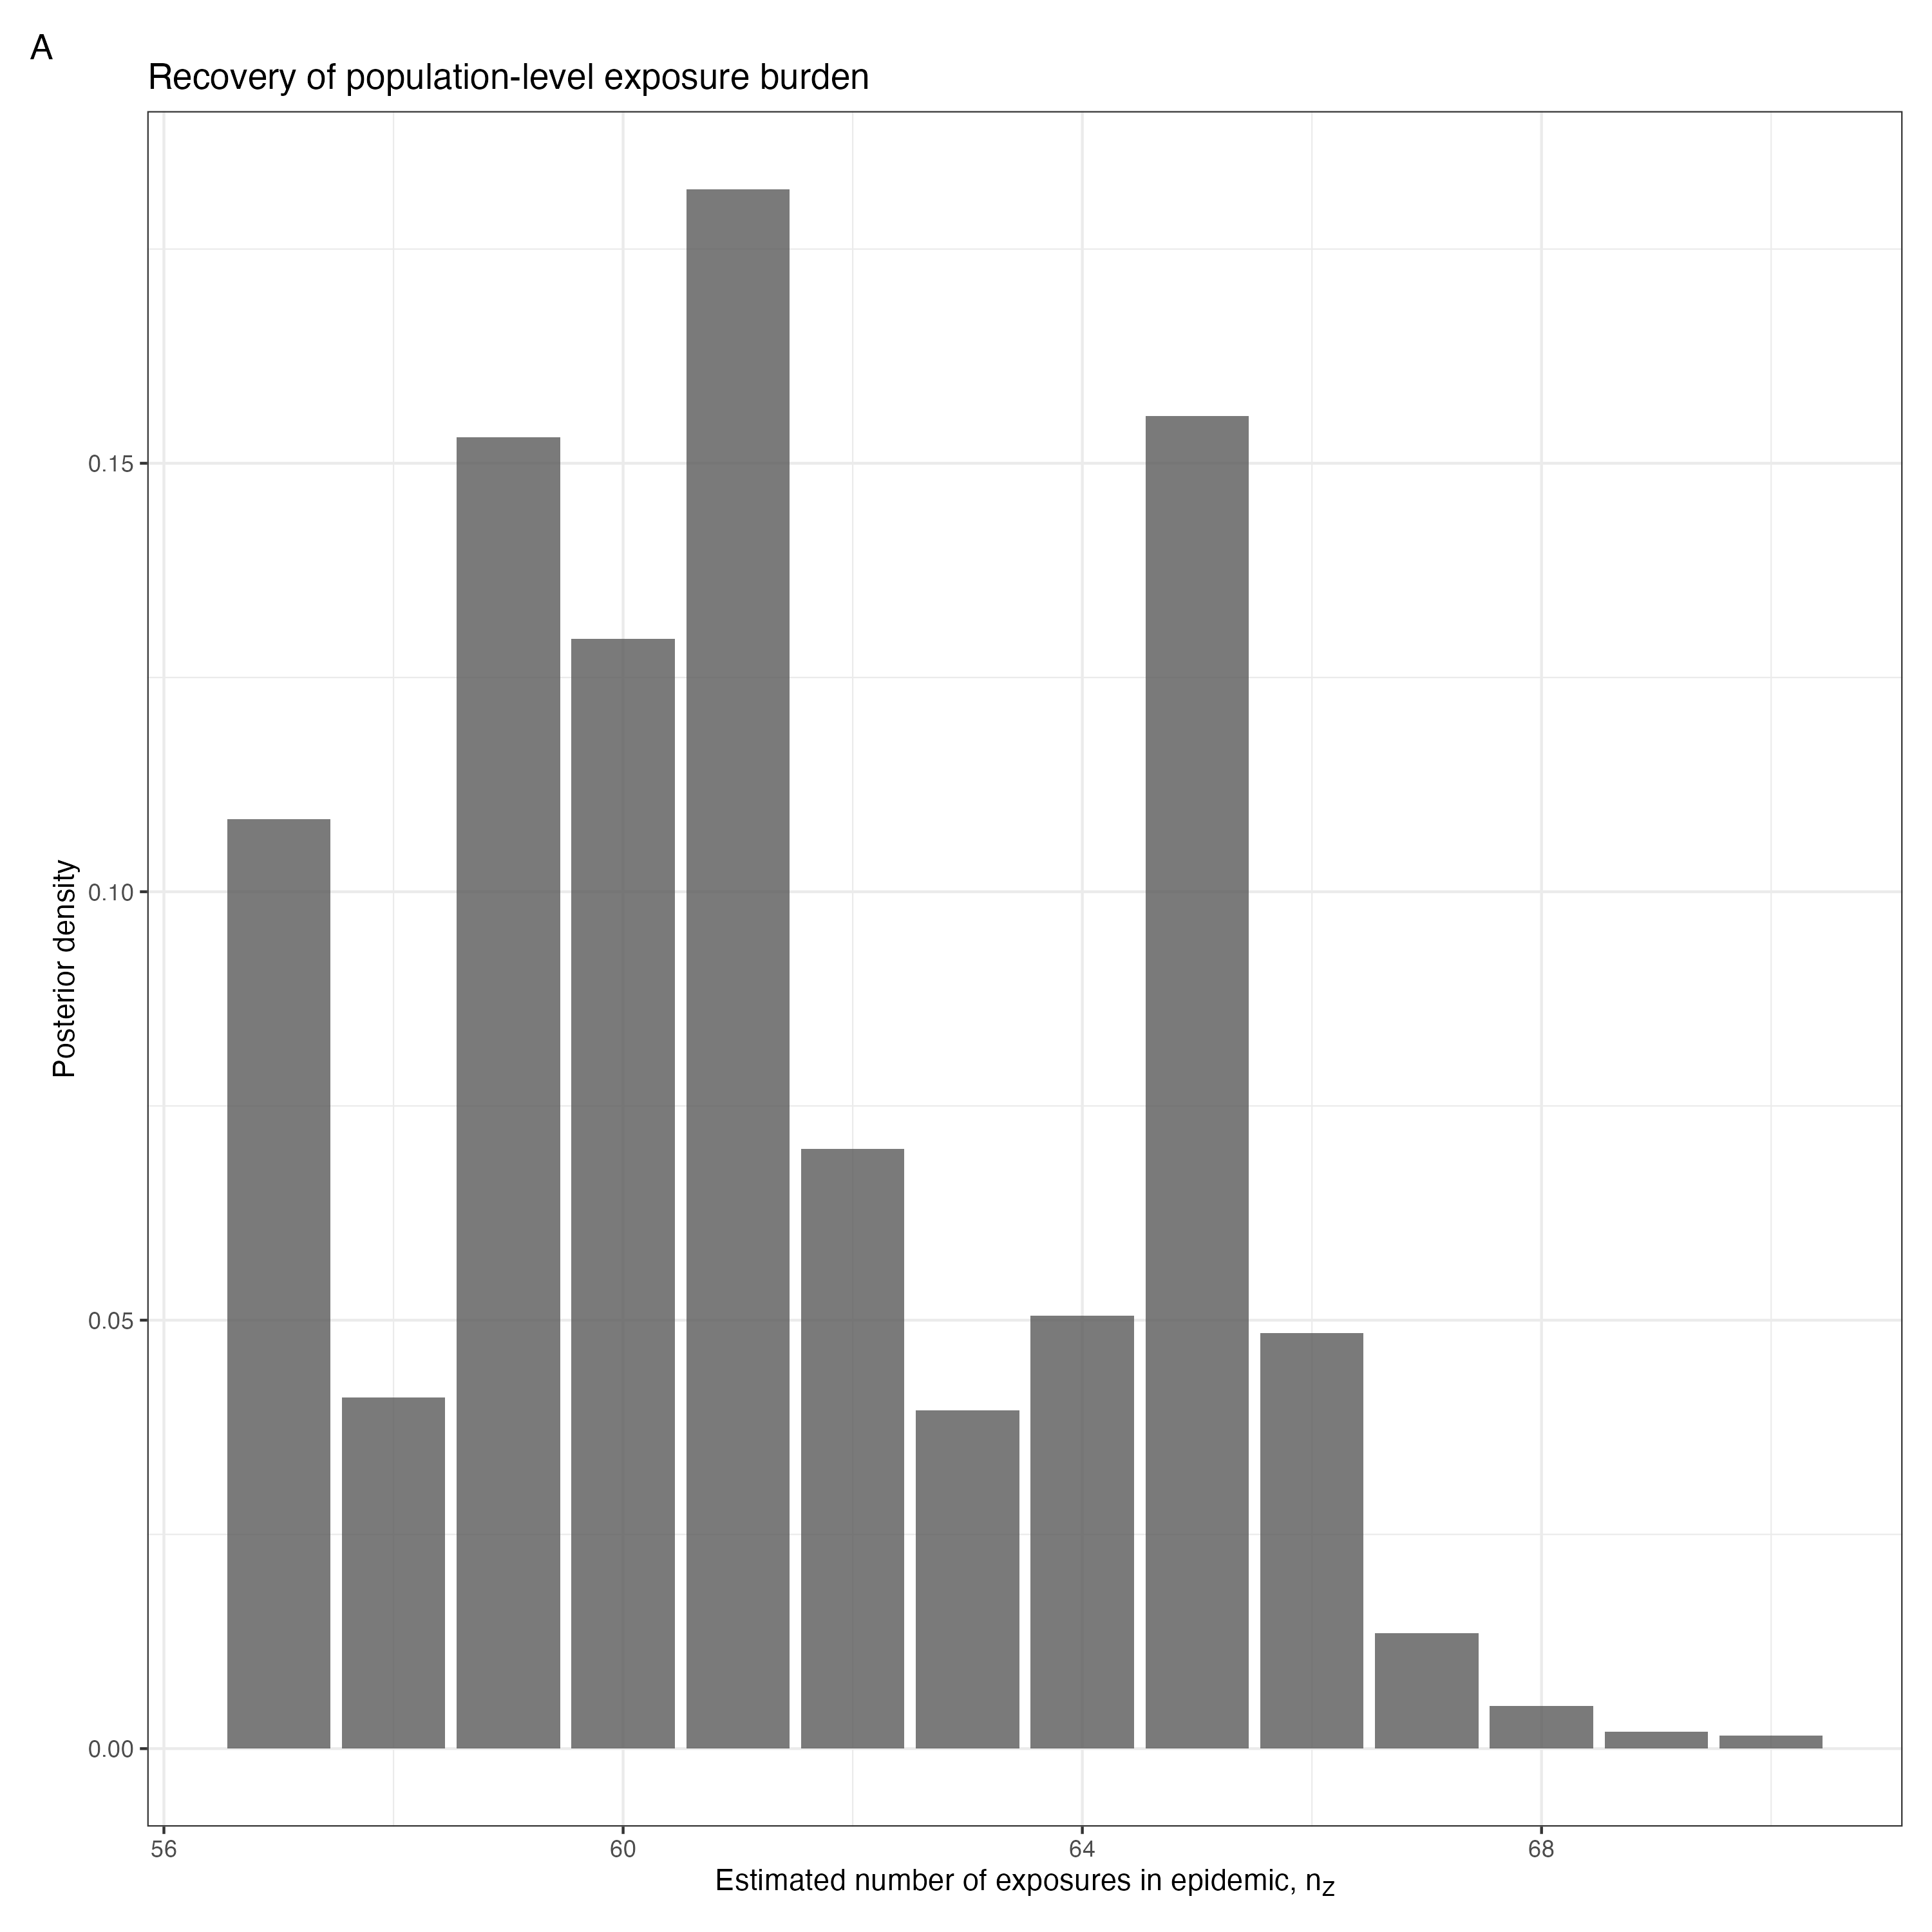 A
Recovery of population-level exposure burden
Posterior density
0.15
0.10
0.05
0.00
56 60 64 68
Estimated number of exposures in epidemic, nZ